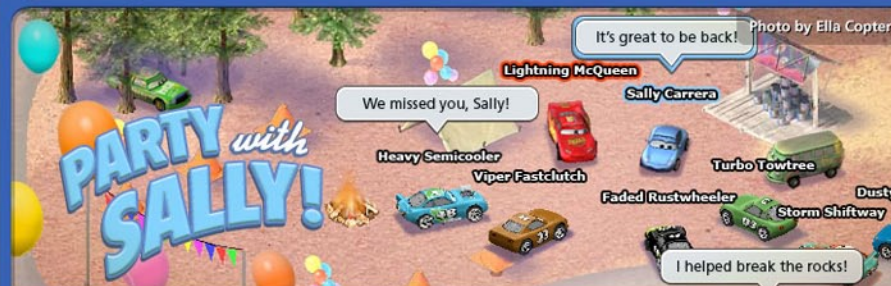 It's great to be back!
Photo by Ella Copter
Lightning McQueen
Sally Carrera
We missed you, Sally!
PARTY with
SALLY!
Heavy Semicooler
Viper Fastclutch
Turbo Towtree
Faded Rustwheeler
Storm Shiftway
I helped break the rocks!